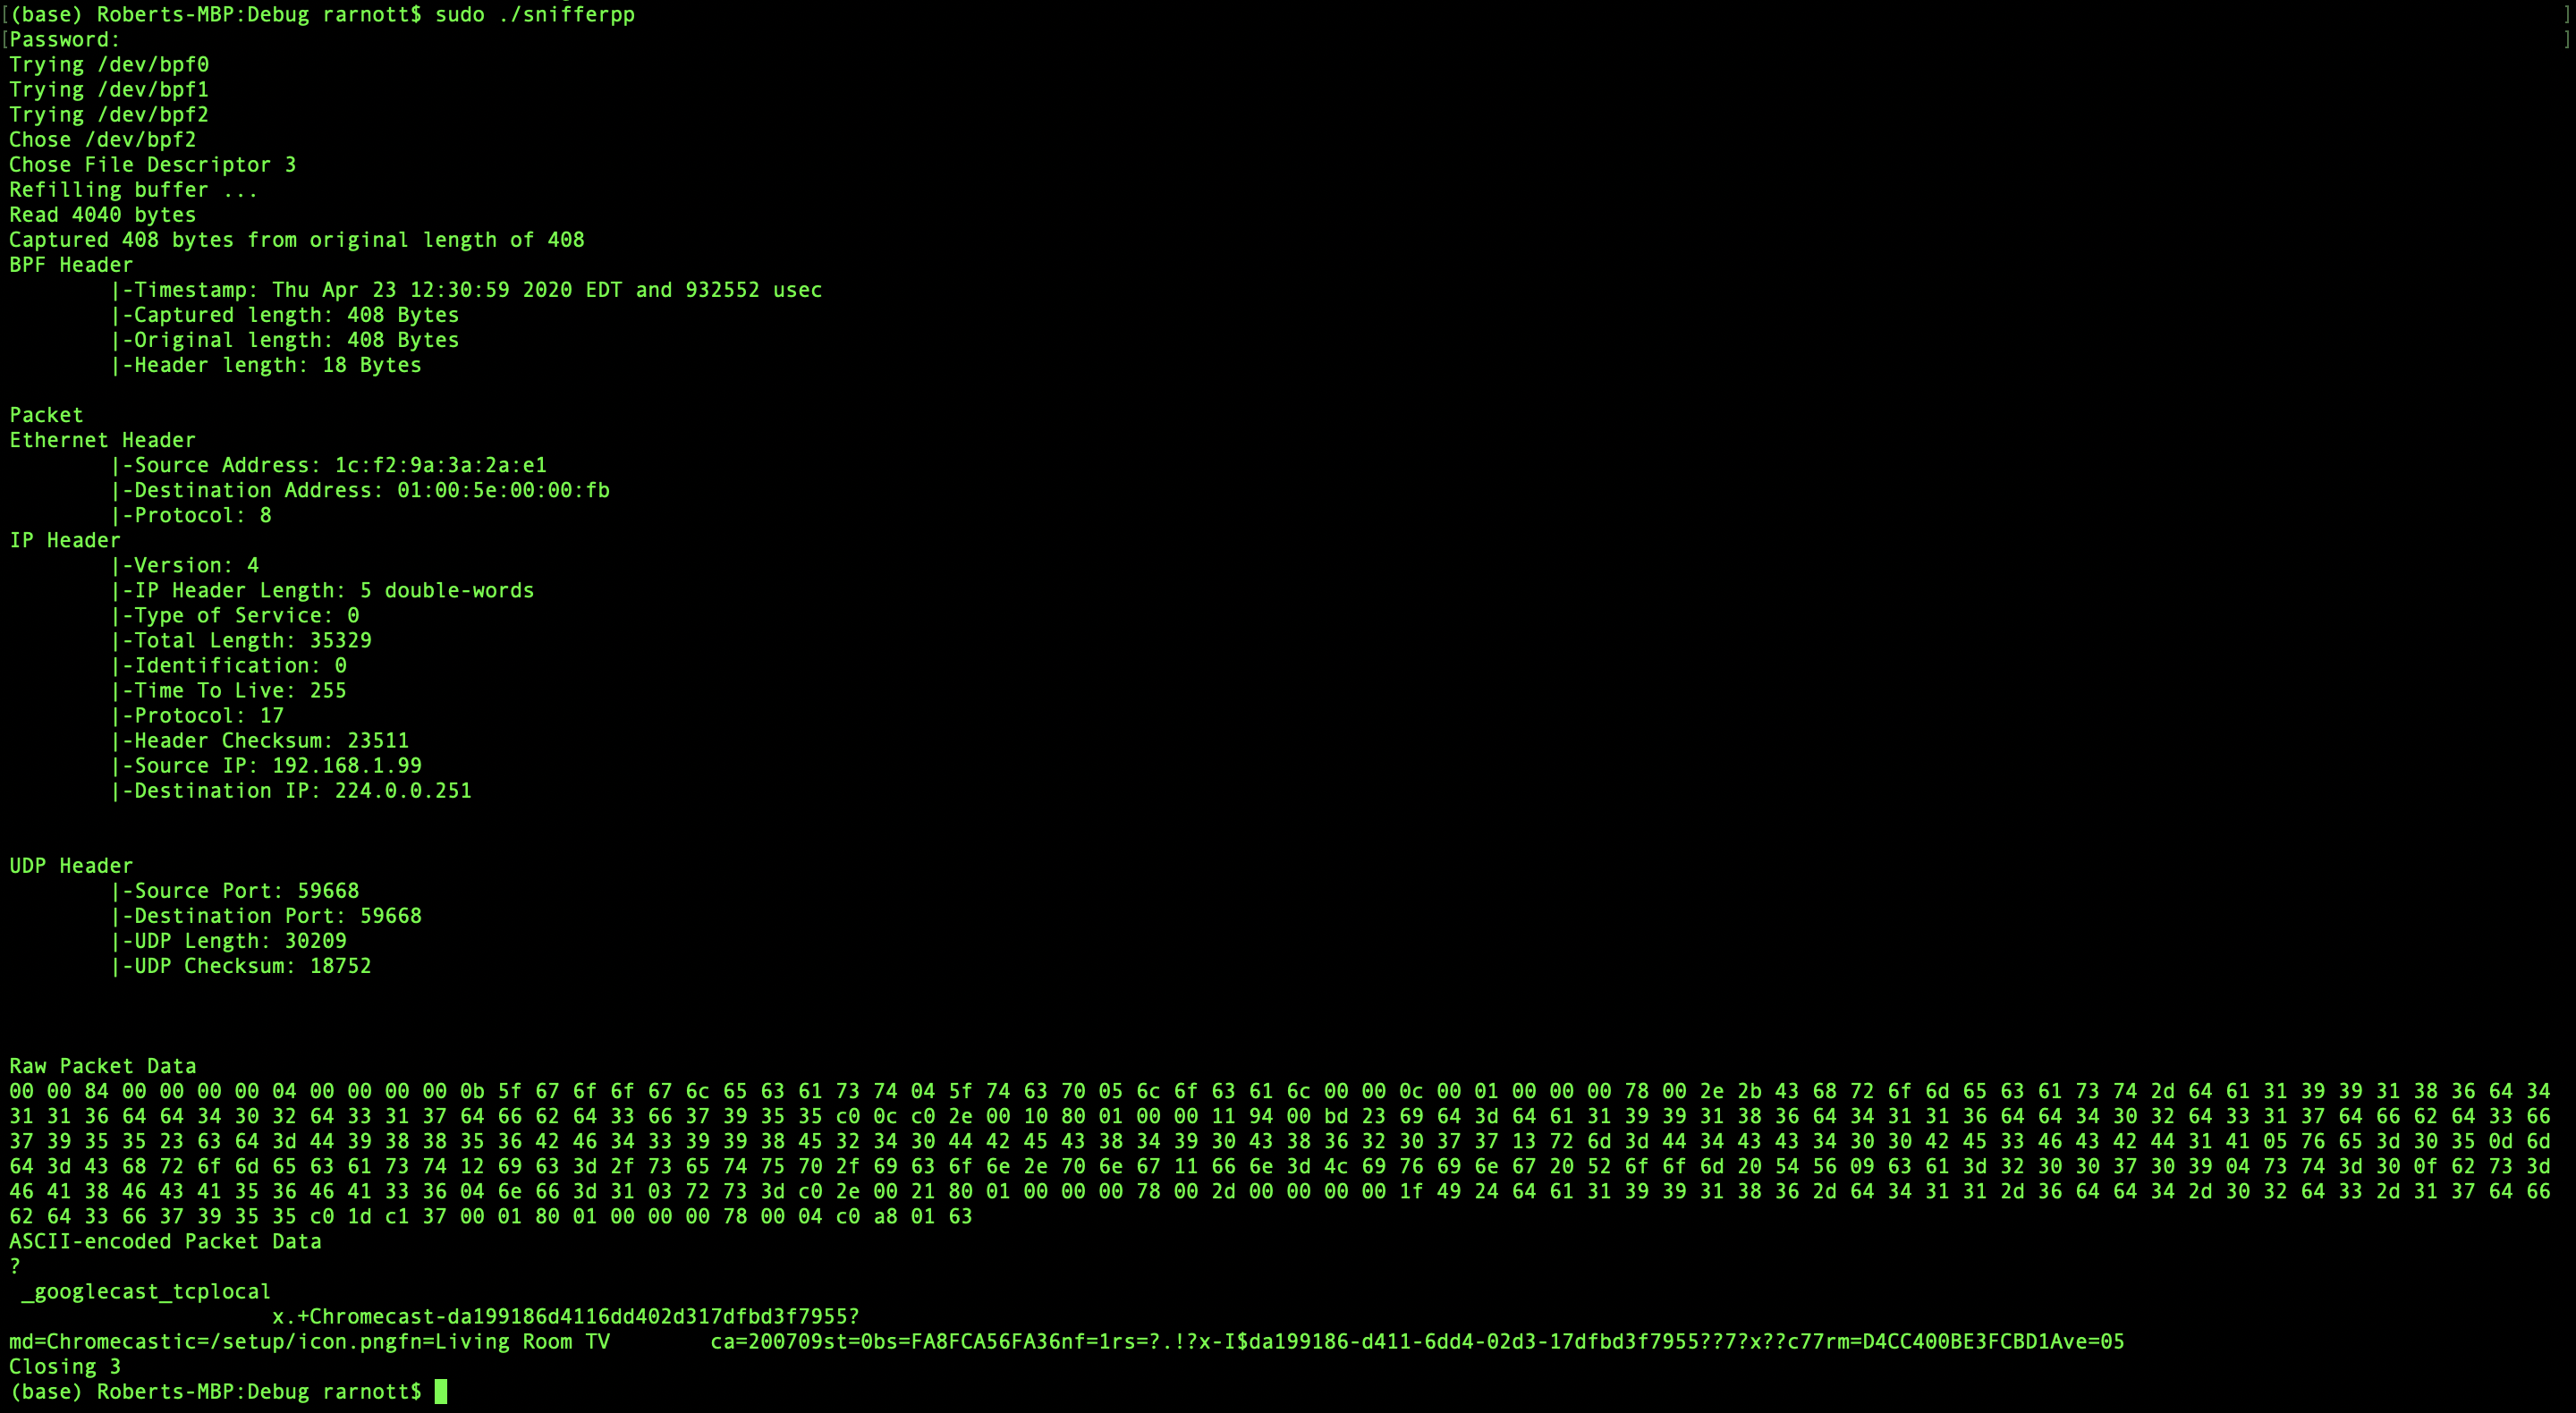 [(base) Roberts-MBP:Debug rarnott$ sudo ./snifferpp ]
[Password: ]
Trying /dev/bpf0
Trying /dev/bpf1
Trying /dev/bpf2
Chose /dev/bpf2
Chose File Descriptor 3
Refilling buffer ...
Read 4040 bytes
Captured 408 bytes from original length of 408
BPF Header
|-Timestamp: Thu Apr 23 12:30:59 2020 EDT and 932552 usec
|-Captured length: 408 Bytes
|-Original length: 408 Bytes
|-Header length: 18 Bytes
Packet
Ethernet Header
|-Source Address: 1c:f2:9a:3a:2a:e1
|-Destination Address: 01:00:5e:00:00:fb
|-Protocol: 8
IP Header
|-Version: 4
|-IP Header Length: 5 double-words
|-Type of Service: 0
|-Total Length: 35329
|-Identification: 0
|-Time To Live: 255
|-Protocol: 17
|-Header Checksum: 23511
|-Source IP: 192.168.1.99
|-Destination IP: 224.0.0.251
UDP Header
|-Source Port: 59668
|-Destination Port: 59668
|-UDP Length: 30209
|-UDP Checksum: 18752
Raw Packet Data
00 00 84 00 00 00 00 04 00 00 00 00 0b 5f 67 6f 6f 67 6c 65 63 61 73 74 04 5f 74 63 70 05 6c 6f 63 61 6c 00 00 0c 00 01 00 00 00 78 00 2e 2b 43 68 72 6f 6d 65 63 61 73 74 2d 64 61 31 39 39 31 38 36 64 34
31 31 36 64 64 34 30 32 64 33 31 37 64 66 62 64 33 66 37 39 35 35 c0 0c c0 2e 00 10 80 01 00 00 11 94 00 bd 23 69 64 3d 64 61 31 39 39 31 38 36 64 34 31 31 36 64 64 34 30 32 64 33 31 37 64 66 62 64 33 66
37 39 35 35 23 63 64 3d 44 39 38 38 35 36 42 46 34 33 39 39 38 45 32 34 30 44 42 45 43 38 34 39 30 43 38 36 32 30 37 37 13 72 6d 3d 44 34 43 43 34 30 30 42 45 33 46 43 42 44 31 41 05 76 65 3d 30 35 0d 6d
64 3d 43 68 72 6f 6d 65 63 61 73 74 12 69 63 3d 2f 73 65 74 75 70 2f 69 63 6f 6e 2e 70 6e 67 11 66 6e 3d 4c 69 76 69 6e 67 20 52 6f 6f 6d 20 54 56 09 63 61 3d 32 30 30 37 30 39 04 73 74 3d 30 0f 62 73 3d
46 41 38 46 43 41 35 36 46 41 33 36 04 6e 66 3d 31 03 72 73 3d c0 2e 00 21 80 01 00 00 00 78 00 2d 00 00 00 00 1f 49 24 64 61 31 39 39 31 38 36 2d 64 34 31 31 2d 36 64 64 34 2d 30 32 64 33 2d 31 37 64 66
62 64 33 66 37 39 35 35 c0 1d c1 37 00 01 80 01 00 00 00 78 00 04 c0 a8 01 63
ASCII-encoded Packet Data
?
_googlecast_tcplocal
x.+Chromecast-da199186d4116dd402d317dfbd3f7955?
md=Chromecastic=/setup/icon.pngfn=Living Room TV ca=200709st=0bs=FA8FCA56FA36nf=1rs=?.!?x-I$da199186-d411-6dd4-02d3-17dfbd3f7955??7?x??c77rm=D4CC400BE3FCBD1Ave=05
Closing 3
(base) Roberts-MBP:Debug rarnott$